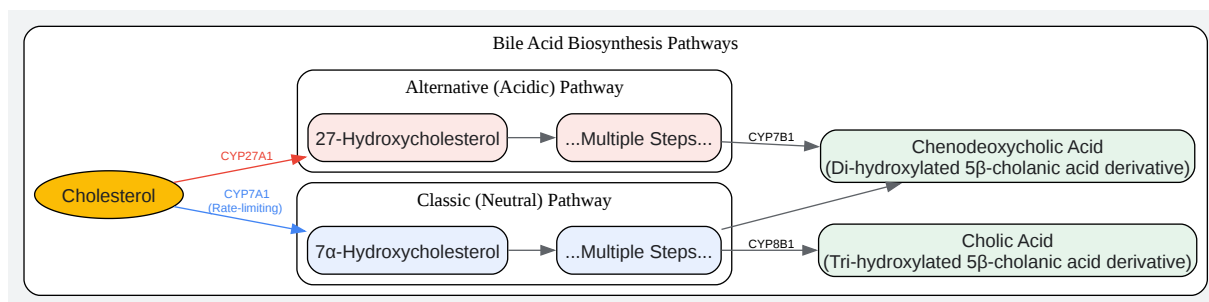 Bile Acid Biosynthesis Pathways
Alternative (Acidic) Pathway
27-Hydroxycholesterol
...Multiple Steps...
CYP7B1
Chenodeoxycholic Acid
(Di-hydroxylated 5β-cholanic acid derivative)
CYP27A1
Cholesterol
CYP7A1
(Rate-limiting)
Classic (Neutral) Pathway
7α-Hydroxycholesterol
...Multiple Steps...
CYP8B1
Cholic Acid
(Tri-hydroxylated 5β-cholanic acid derivative)